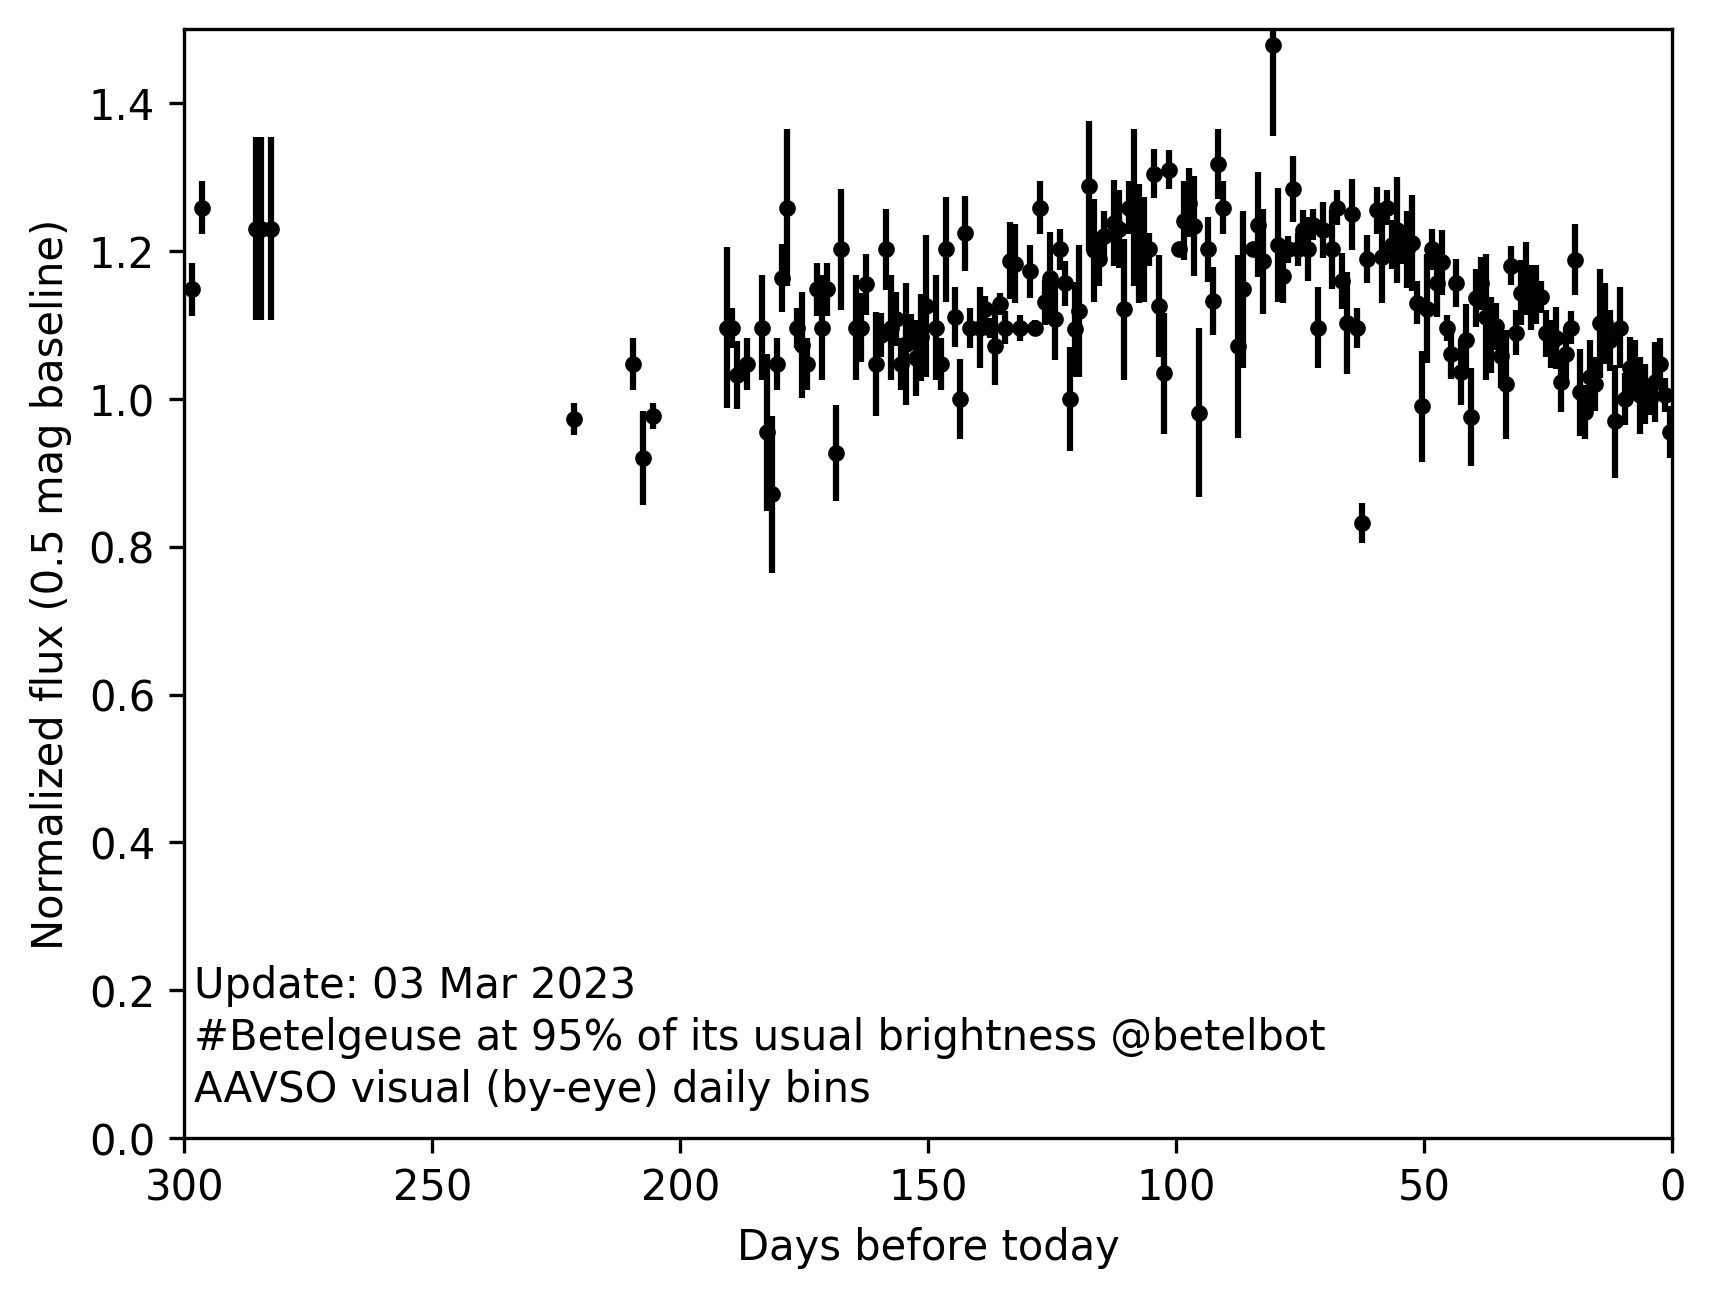 1.4
1.2
1.0
0.8
0.6
0.4
0.2
0.0
Normalized flux (0.5 mag baseline)
Update: 03 Mar 2023
#Betelgeuse at 95% of its usual brightness @betelbot
AAVSO visual (by-eye) daily bins
300 250 200 150 100 50 0
Days before today